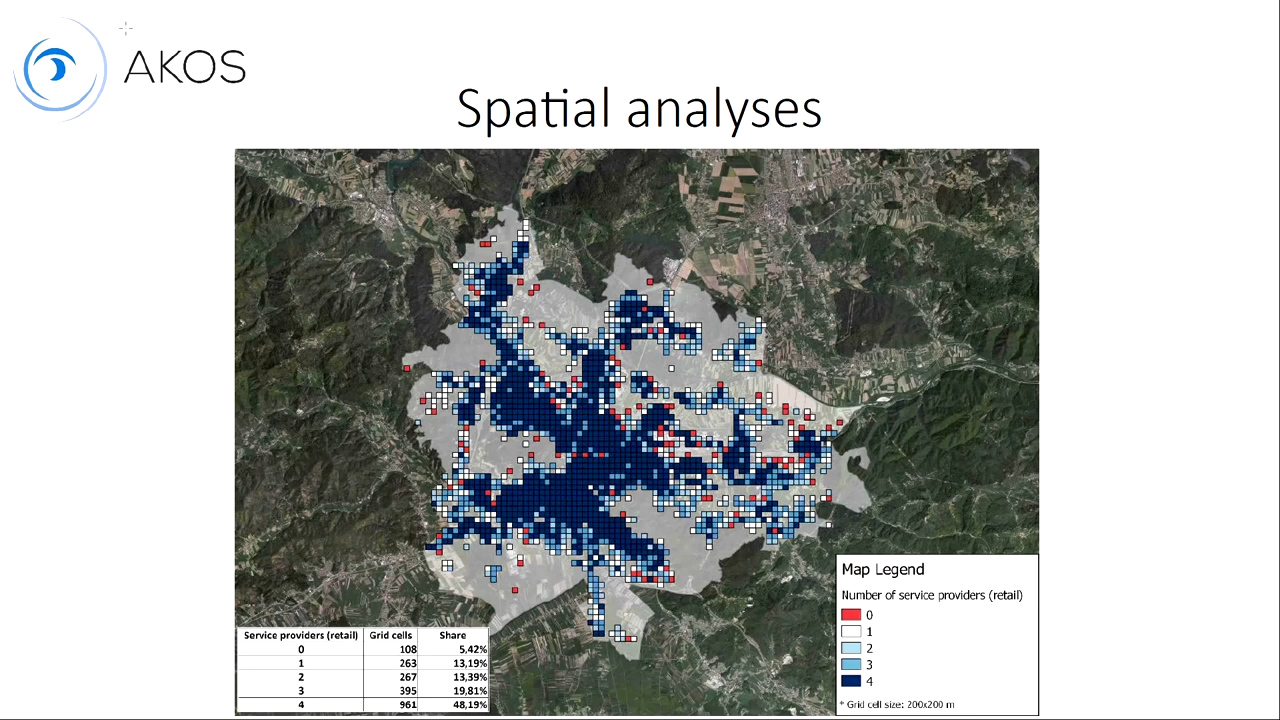 AKOS
Spatial analyses
Service providers (retail) Grid cells Share
0 108 5,42%
1 263 13,19%
2 267 13,39%
3 395 19,81%
4 961 48,19%
Map Legend
Number of service providers (retail)
0
1
2
3
4
* Grid cell size: 200x200 m